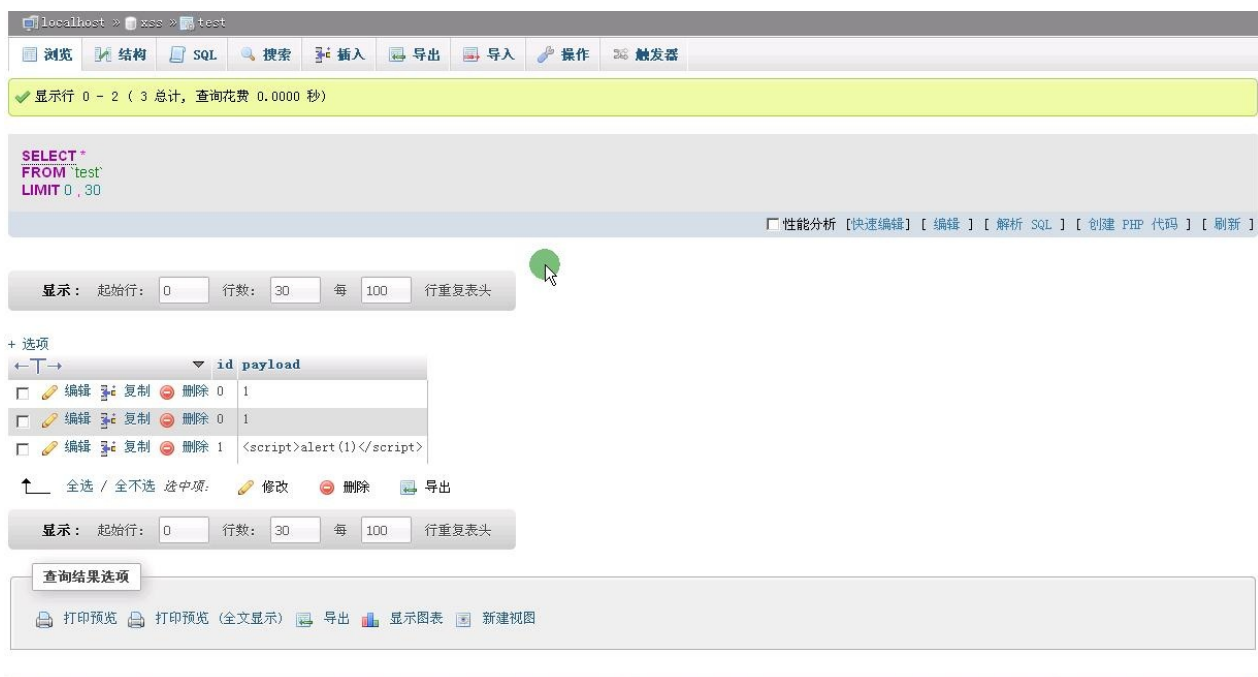 localhost » xss » test
浏览 结构 SQL 搜索 插入 导出 导入 操作 触发器
显示行 0 - 2 ( 3 总计, 查询花费 0.0000 秒)
SELECT *
FROM `test`
LIMIT 0 , 30
性能分析 [快速编辑] [ 编辑 ] [ 解析 SQL ] [ 创建 PHP 代码 ] [ 刷新 ]
显示： 起始行: 0 行数: 30 每 100 行重复表头
+ 选项
←T→ id payload
编辑 复制 删除 0 1
编辑 复制 删除 0 1
编辑 复制 删除 1 <script>alert(1)</script>
全选 / 全不选 选中项: 修改 删除 导出
显示： 起始行: 0 行数: 30 每 100 行重复表头
查询结果选项
打印预览 打印预览 (全文显示) 导出 显示图表 新建视图